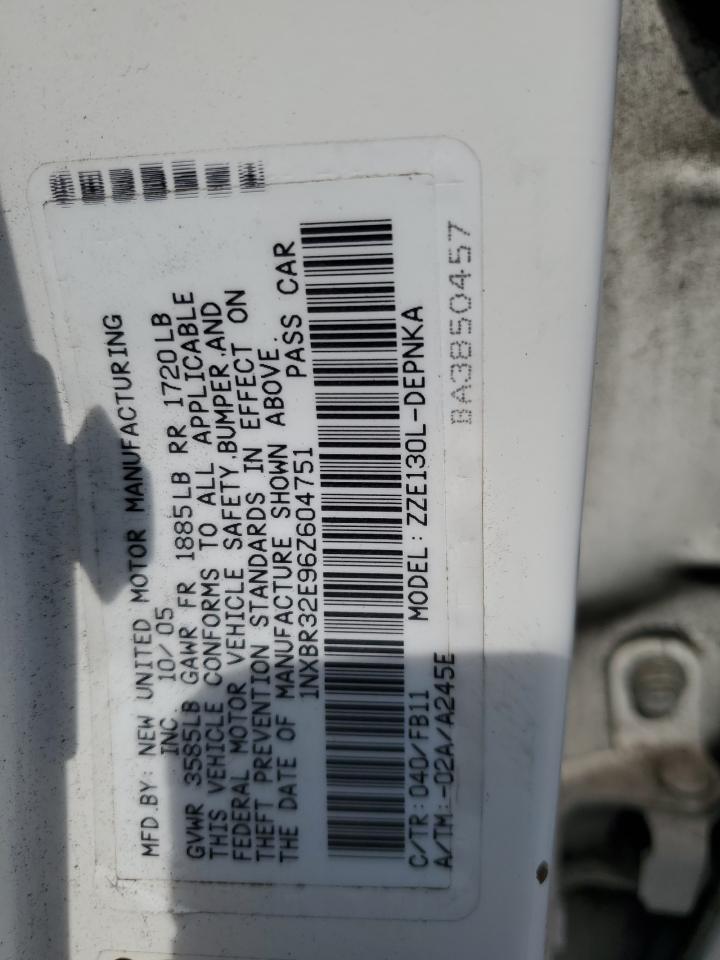 MFD.BY: NEW UNITED MOTOR MANUFACTURING
INC 10/05
GVWR 3585LB GAWR FR 1885LB RR 1720LB
THIS VEHICLE CONFORMS TO ALL APPLICABLE
FEDERAL MOTOR VEHICLE SAFETY,BUMPER,AND
THEFT PREVENTION STANDARDS IN EFFECT ON
THE DATE OF MANUFACTURE SHOWN ABOVE.
1NXBR32E96Z604751 PASS CAR
C/TR:040/FB11 MODEL:ZZE130L-DEPNKA
A/TM:-02A/A245E
BA3850457